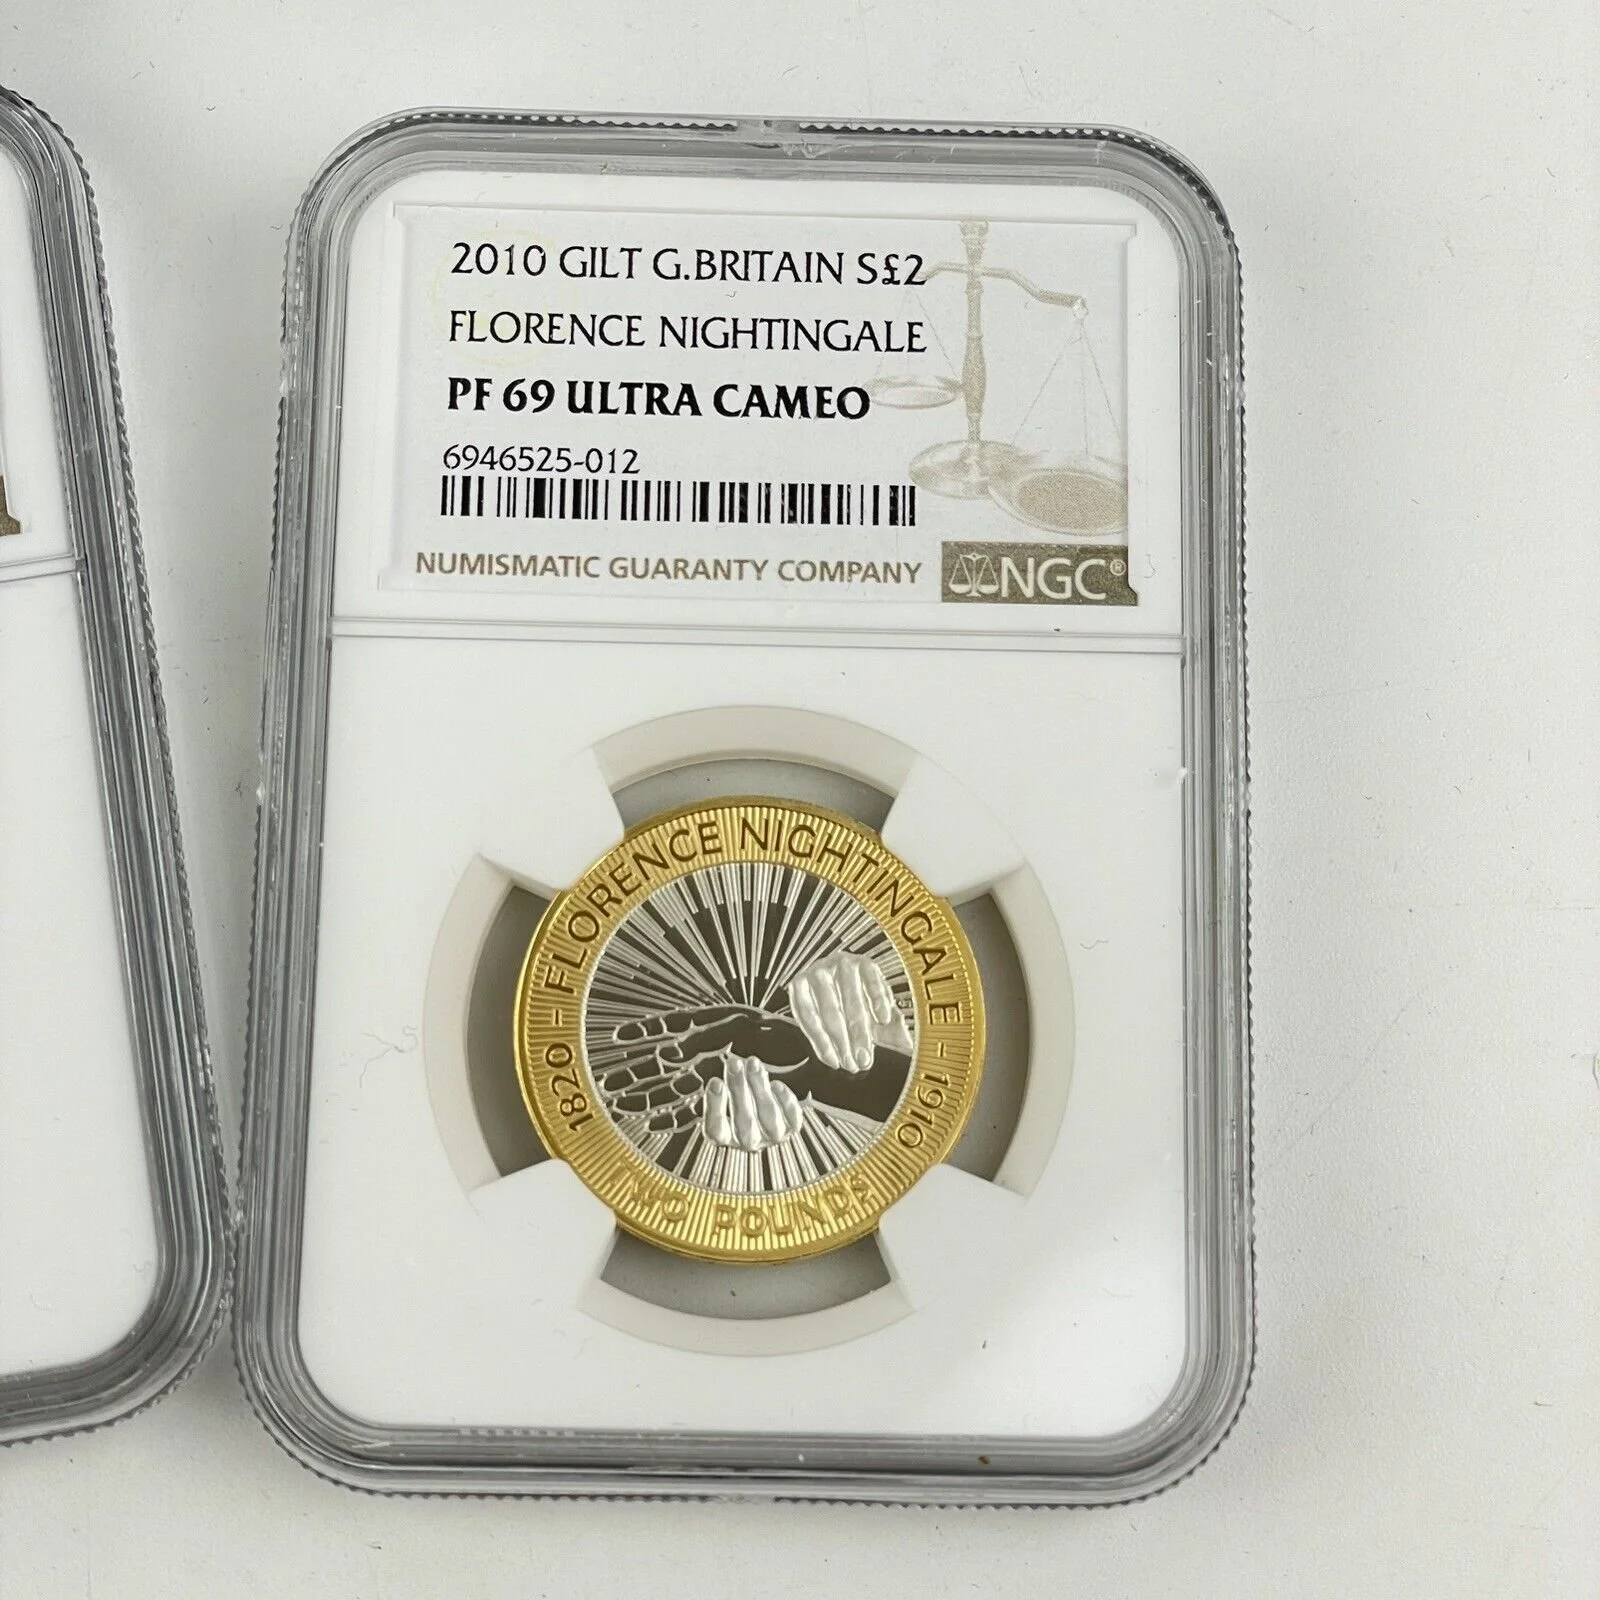 2010 GILT G.BRITAIN S£2
FLORENCE NIGHTINGALE
PF 69 ULTRA CAMEO
6946525-012
NUMISMATIC GUARANTY COMPANY
NGC®
1820 - FLORENCE NIGHTINGALE - 1910
TWO POUNDS